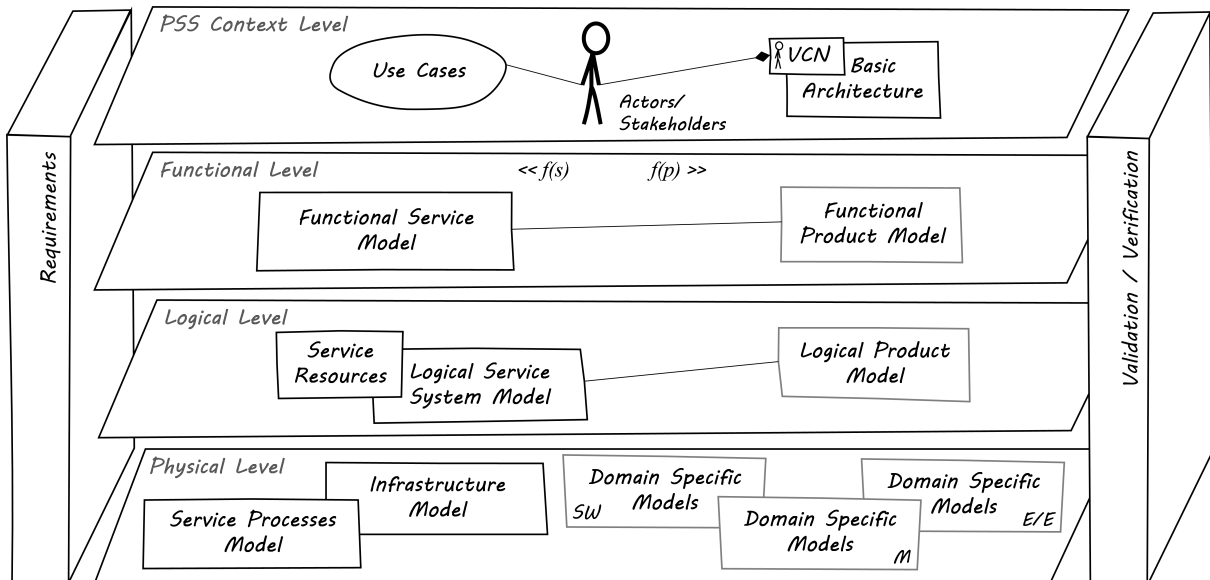 PSS Context Level
Use Cases
Actors/
Stakeholders
VCN
Basic
Architecture
Requirements
Validation / Verification
Functional Level
<< f(s)
f(p) >>
Functional Service
Model
Functional
Product Model
Logical Level
Service
Resources
Logical Service
System Model
Logical Product
Model
Physical Level
Infrastructure
Model
Service Processes
Model
Domain Specific
Models
SW
Domain Specific
Models
M
Domain Specific
Models
E/E